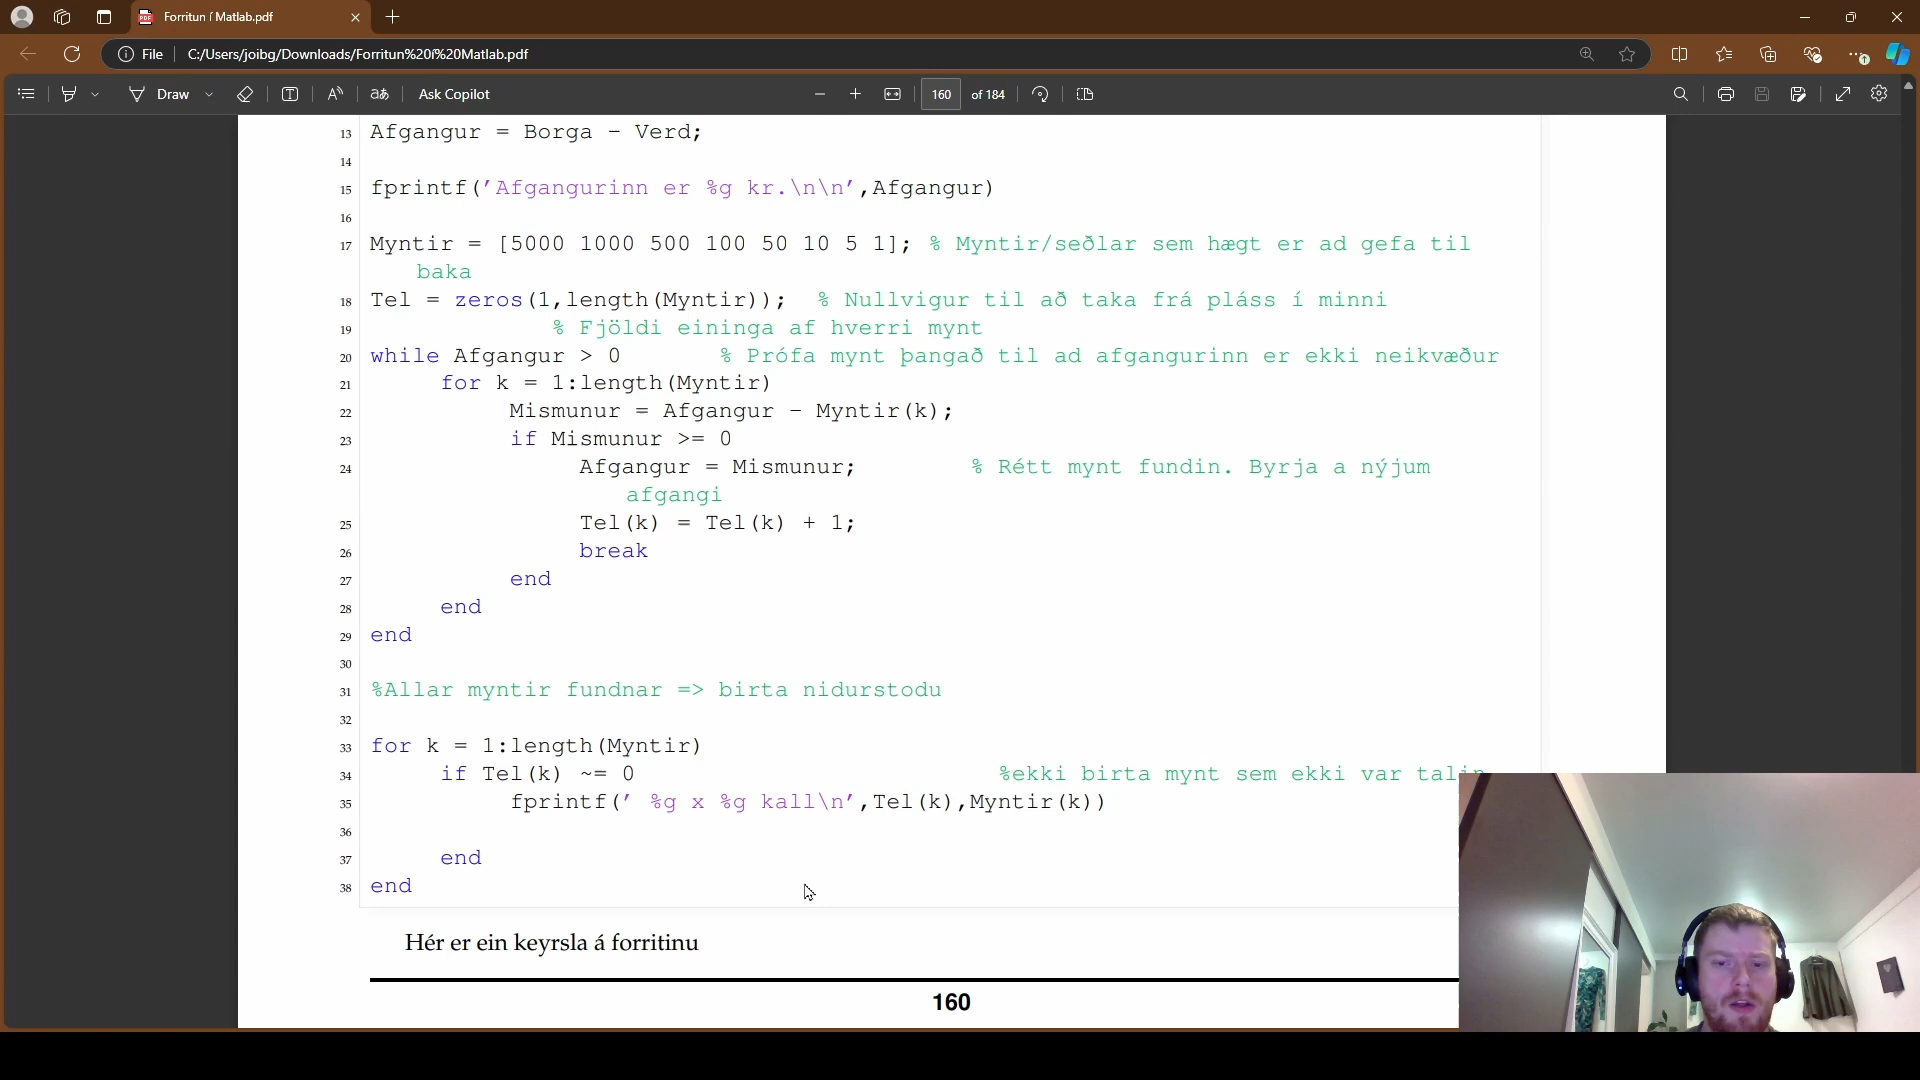 Forritun í Matlab.pdf
File
C:/Users/joibg/Downloads/Forritun%20í%20Matlab.pdf
Draw
Ask Copilot
160 of 184
13 Afgangur = Borga - Verd;
14
15 fprintf('Afgangurinn er %g kr.\n\n',Afgangur)
16
17 Myntir = [5000 1000 500 100 50 10 5 1]; % Myntir/seðlar sem hægt er ad gefa til
baka
18 Tel = zeros(1,length(Myntir)); % Nullvigur til að taka frá pláss í minni
19 % Fjöldi eininga af hverri mynt
20 while Afgangur > 0 % Prófa mynt þangað til ad afgangurinn er ekki neikvæður
21 for k = 1:length(Myntir)
22 Mismunur = Afgangur - Myntir(k);
23 if Mismunur >= 0
24 Afgangur = Mismunur; % Rétt mynt fundin. Byrja a nýjum
afgangi
25 Tel(k) = Tel(k) + 1;
26 break
27 end
28 end
29 end
30
31 %Allar myntir fundnar => birta nidurstodu
32
33 for k = 1:length(Myntir)
34 if Tel(k) ~= 0 %ekki birta mynt sem ekki var talin
35 fprintf(' %g x %g kall\n',Tel(k),Myntir(k))
36
37 end
38 end
Hér er ein keyrsla á forritinu
160